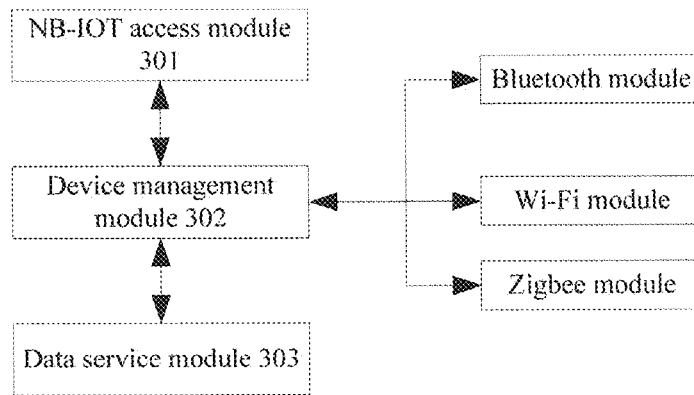 NB-IOT access module
301
Device management
module 302
Data service module 303
Bluetooth module
Wi-Fi module
Zigbee module